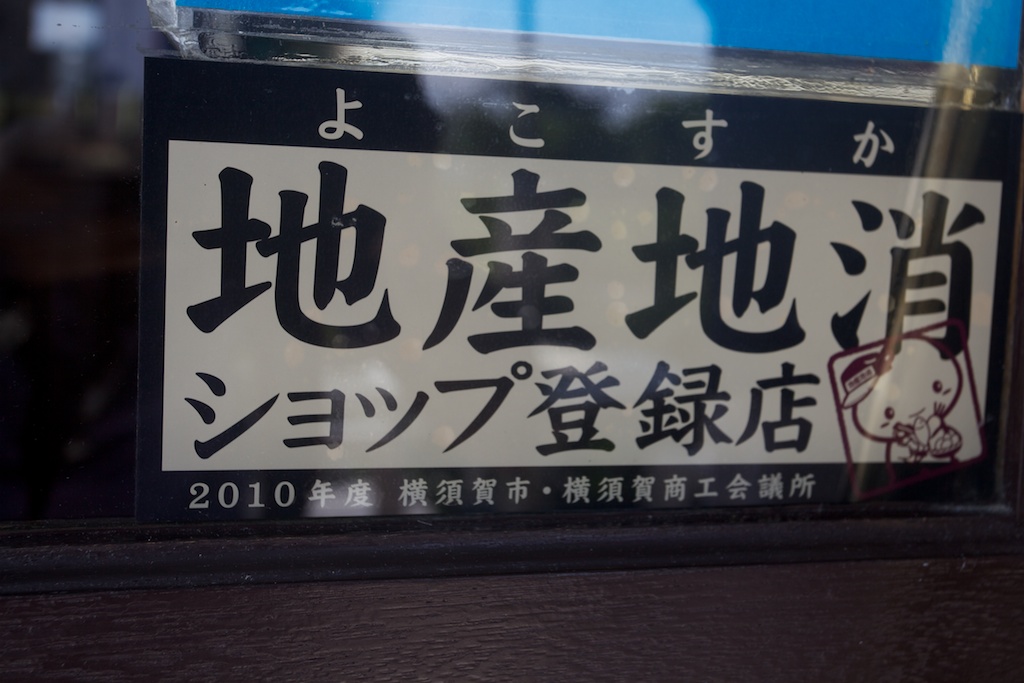 よこすか
地産地消
ショップ登録店
2010年度 横須賀市・横須賀商工会議所